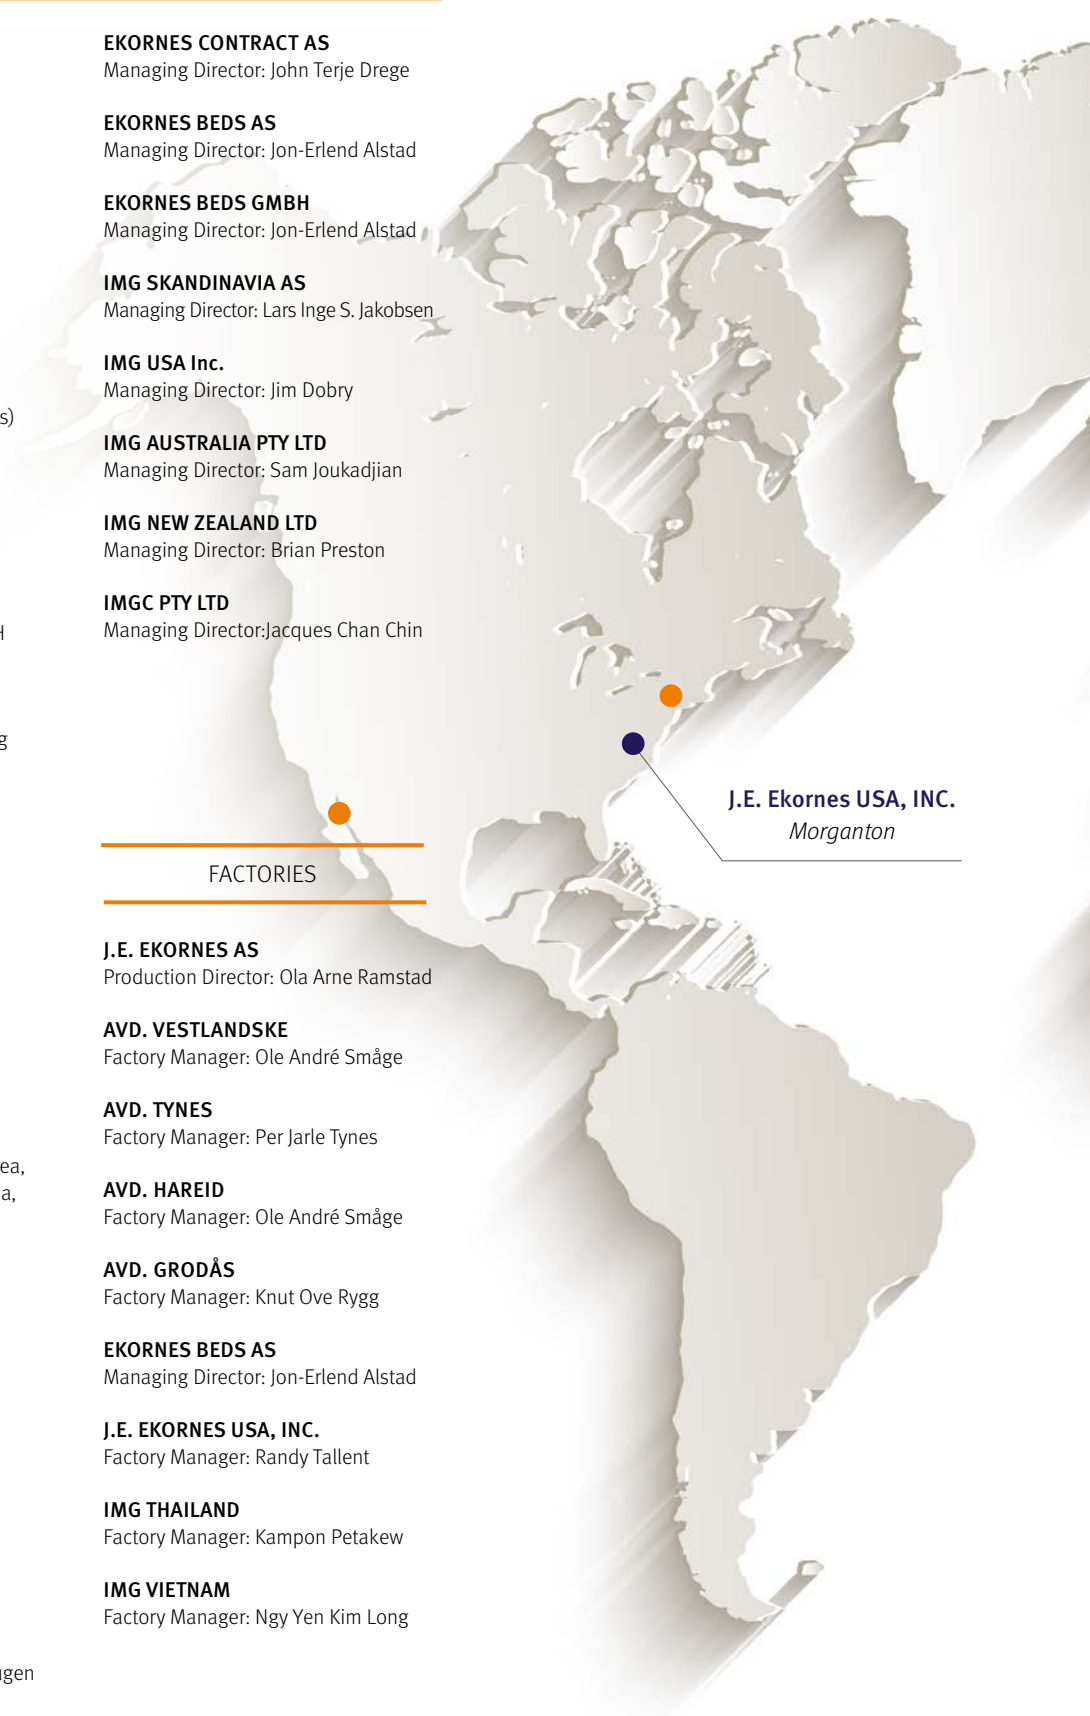 EKORNES CONTRACT AS
Managing Director: John Terje Drege
EKORNES BEDS AS
Managing Director: Jon-Erlend Alstad
EKORNES BEDS GMBH
Managing Director: Jon-Erlend Alstad
IMG SKANDINAVIA AS
Managing Director: Lars Inge S. Jakobsen
IMG USA Inc.
Managing Director: Jim Dobry
s)
IMG AUSTRALIA PTY LTD
Managing Director: Sam Joukadjian
IMG NEW ZEALAND LTD
Managing Director: Brian Preston
IMGC PTY LTD
Managing Director:Jacques Chan Chin
g
J.E. Ekornes USA, INC.
Morganton
FACTORIES
J.E. EKORNES AS
Production Director: Ola Arne Ramstad
AVD. VESTLANDSKE
Factory Manager: Ole André Småge
AVD. TYNES
Factory Manager: Per Jarle Tynes
ea,
a,
AVD. HAREID
Factory Manager: Ole André Småge
AVD. GRODÅS
Factory Manager: Knut Ove Rygg
EKORNES BEDS AS
Managing Director: Jon-Erlend Alstad
J.E. EKORNES USA, INC.
Factory Manager: Randy Tallent
IMG THAILAND
Factory Manager: Kampon Petakew
IMG VIETNAM
Factory Manager: Ngy Yen Kim Long
gen